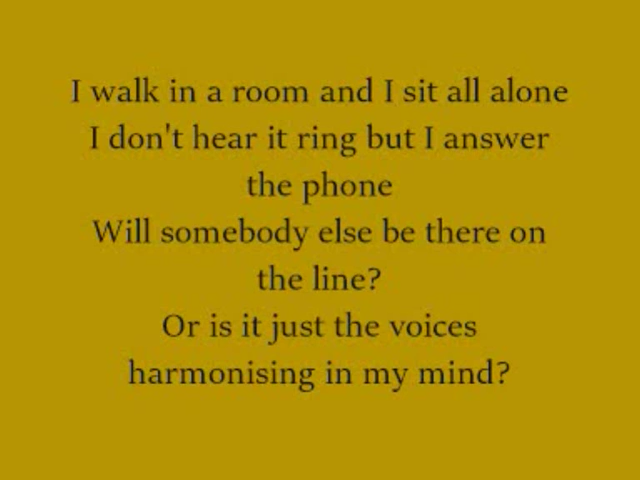 I walk in a room and I sit all alone
I don't hear it ring but I answer
the phone
Will somebody else be there on
the line?
Or is it just the voices
harmonising in my mind?